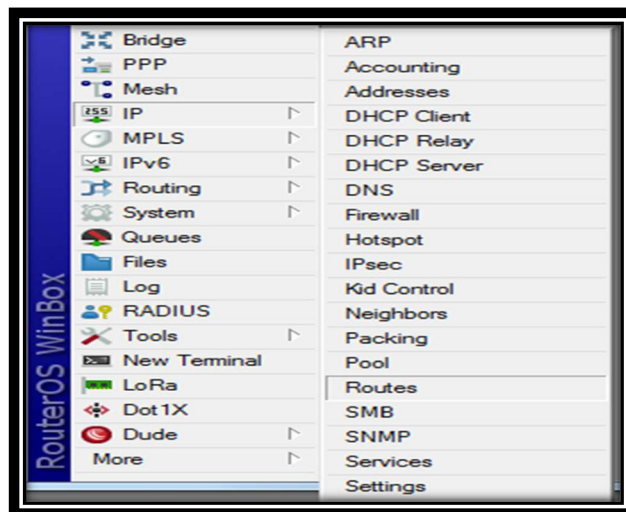 Bridge
PPP
Mesh
255 IP
MPLS
v6 IPv6
Routing
System
Queues
Files
Log
RADIUS
Tools
New Terminal
LoRa
Dot1X
Dude
More
ARP
Accounting
Addresses
DHCP Client
DHCP Relay
DHCP Server
DNS
Firewall
Hotspot
IPsec
Kid Control
Neighbors
Packing
Pool
Routes
SMB
SNMP
Services
Settings
RouterOS WinBox